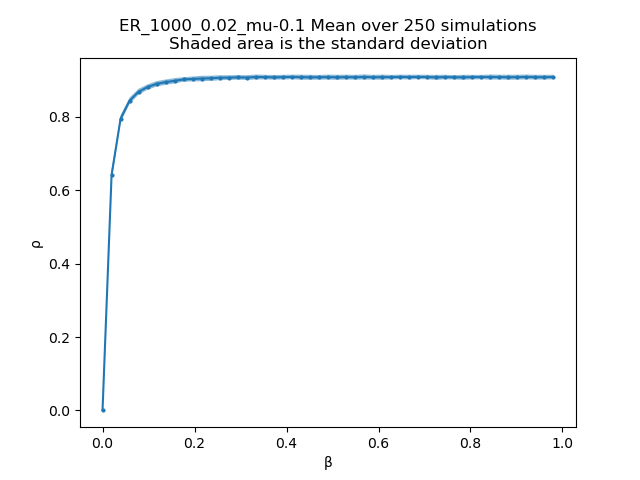 ER_1000_0.02_mu-0.1 Mean over 250 simulations
Shaded area is the standard deviation
0.8
0.6
ρ
0.4
0.2
0.0
0.0 0.2 0.4 0.6 0.8 1.0
β